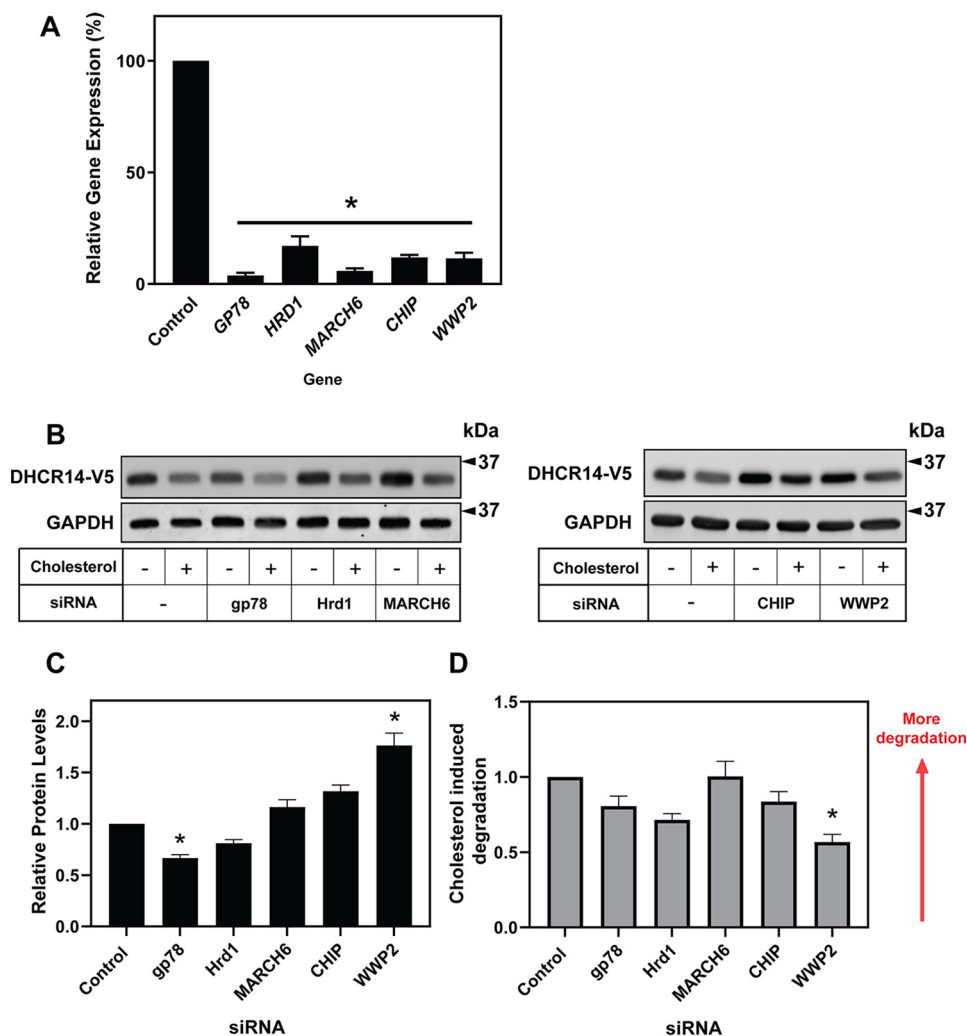 A
Relative Gene Expression (%)
100
50
0
*
Control
GP78
HRD1
MARCH6
CHIP
WWP2
Gene
B
kDa
DHCR14-V5
37
GAPDH
37
Cholesterol - + - + - + - +
siRNA - gp78 Hrd1 MARCH6
kDa
DHCR14-V5
37
GAPDH
37
Cholesterol - + - + - +
siRNA - CHIP WWP2
C
Relative Protein Levels
2.0
1.5
1.0
0.5
0.0
*
*
Control
gp78
Hrd1
MARCH6
CHIP
WWP2
siRNA
D
Cholesterol induced
degradation
1.5
1.0
0.5
0.0
*
Control
gp78
Hrd1
MARCH6
CHIP
WWP2
siRNA
More
degradation